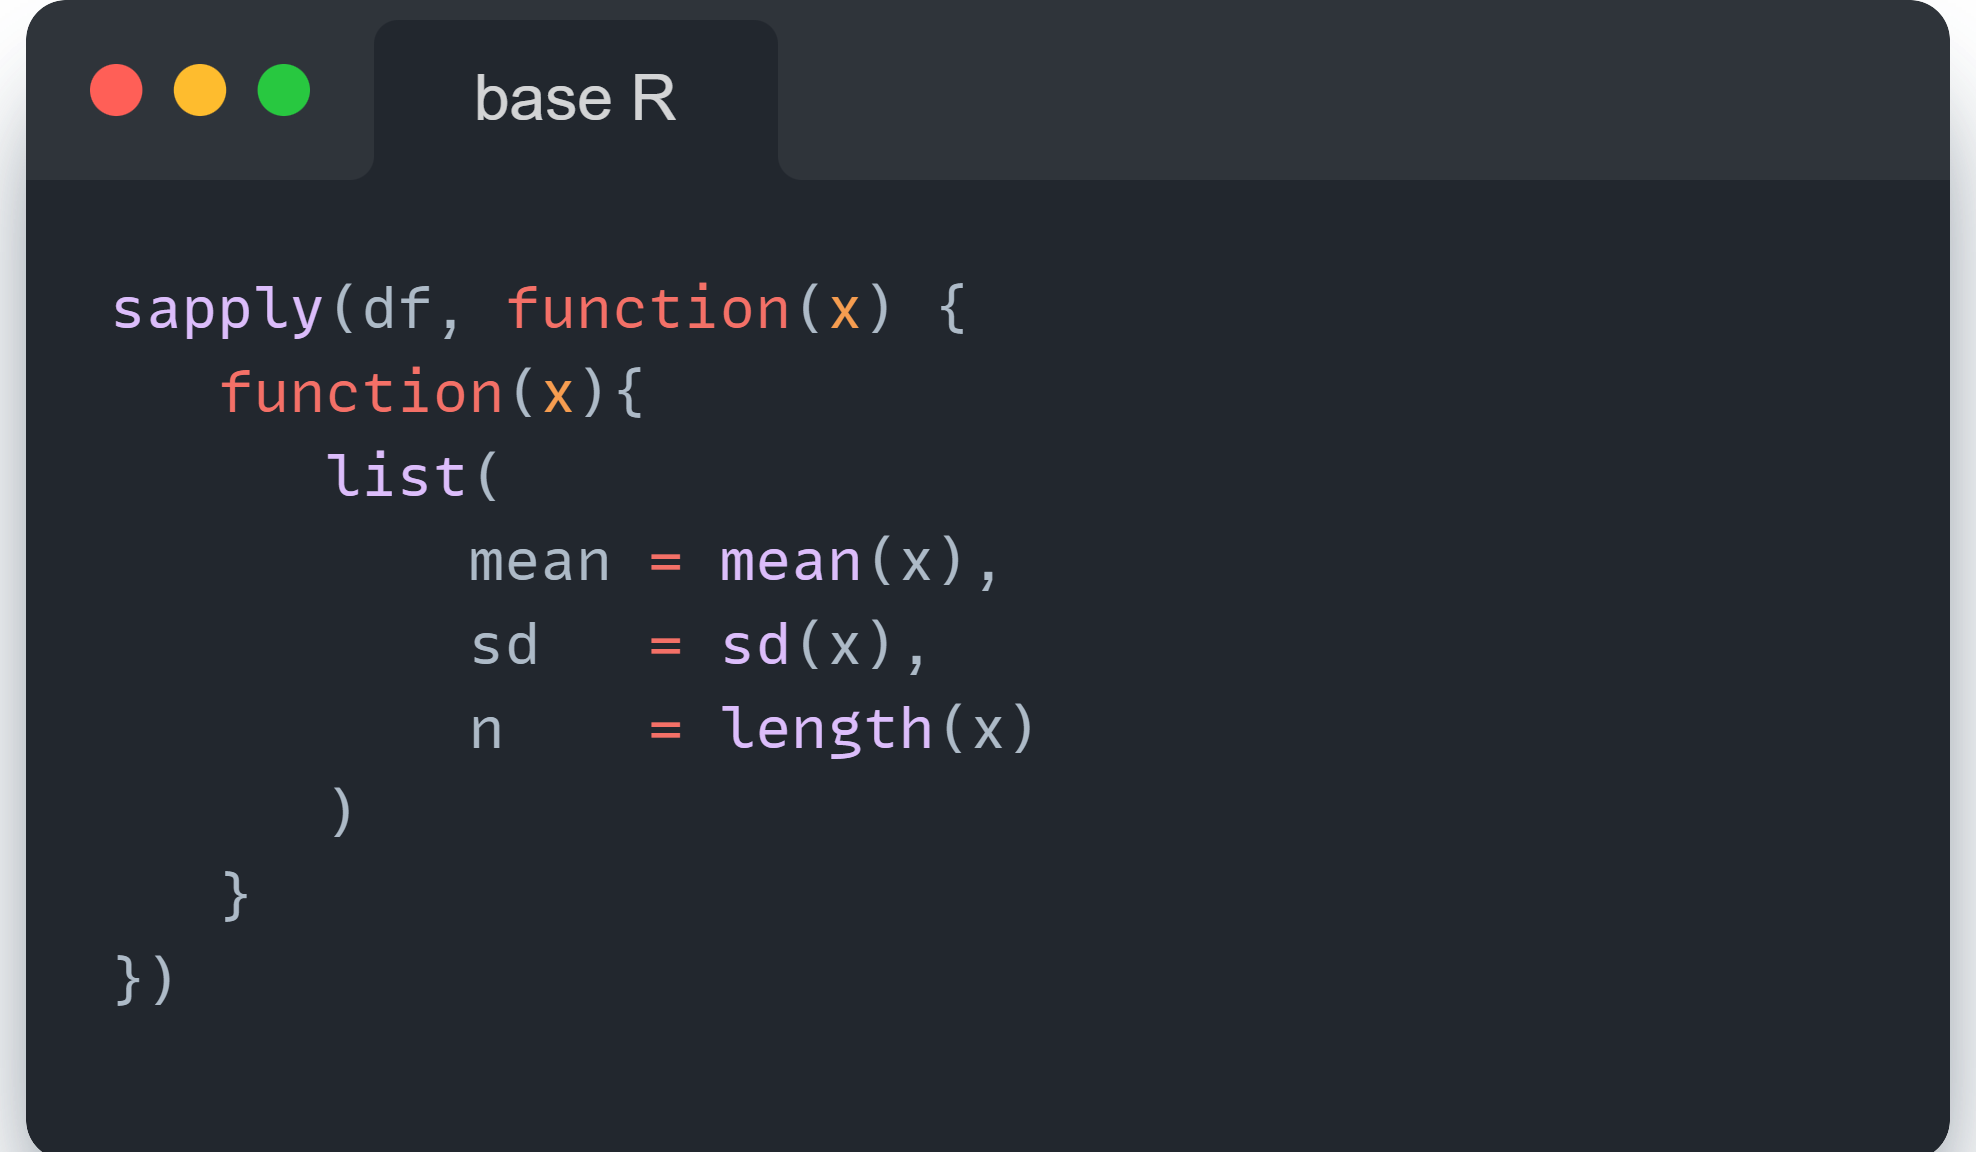 base R
sapply(df, function(x) {
   function(x){
      list(
          mean = mean(x),
          sd   = sd(x),
          n    = length(x)
      )
   }
})